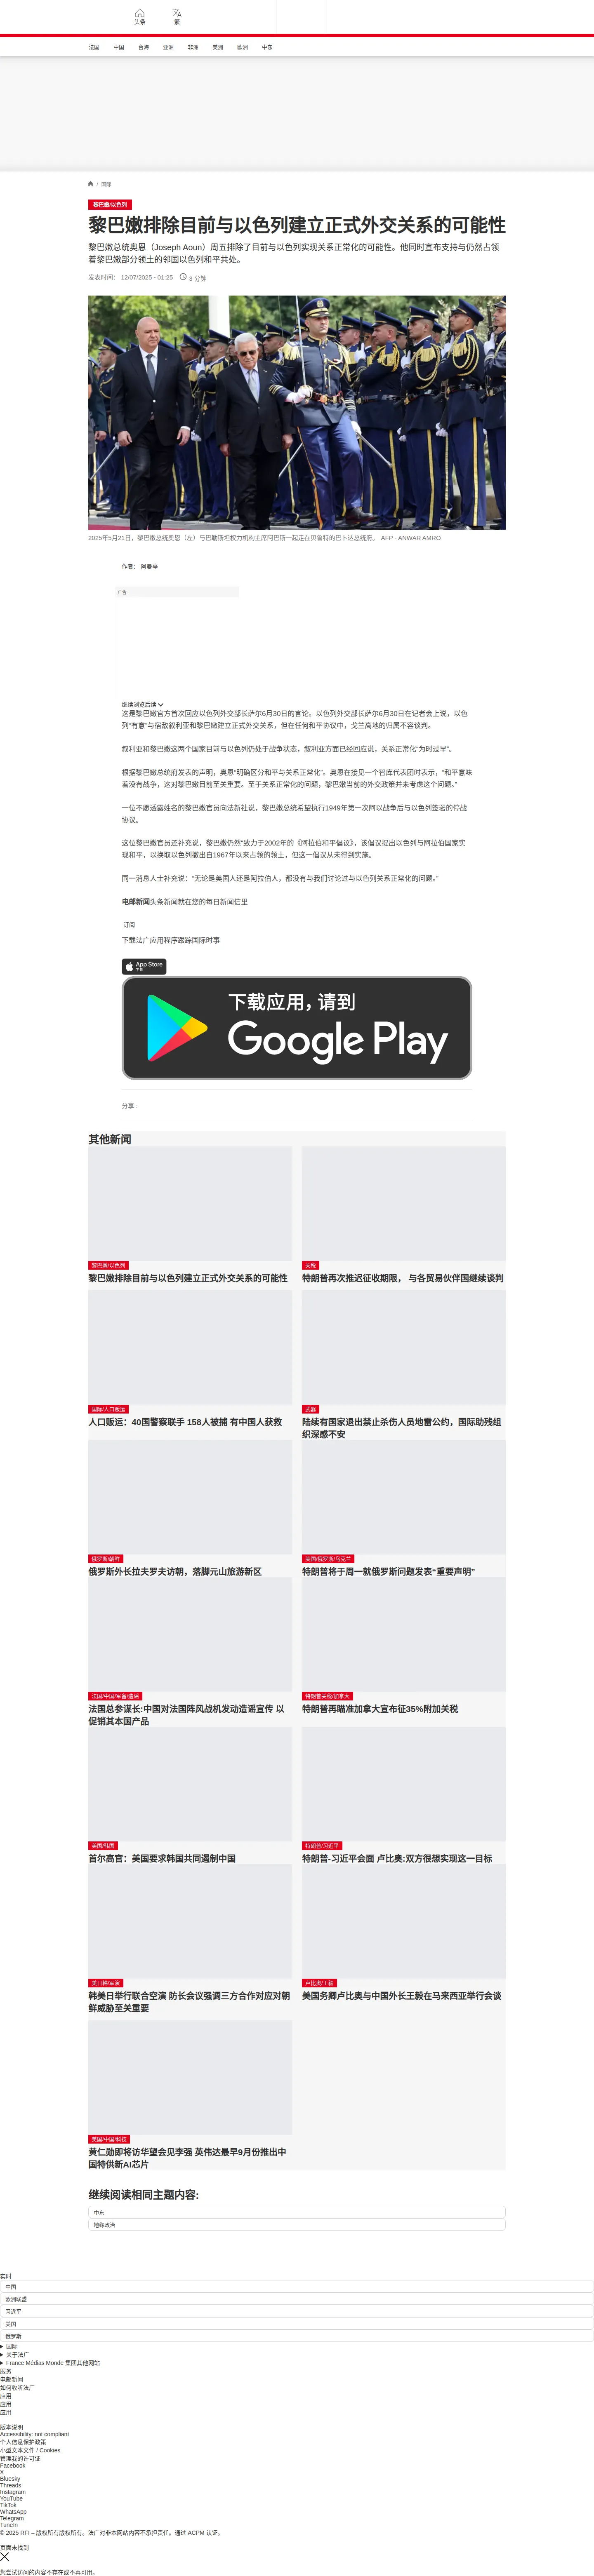 头条
繁
法国 中国 台海 亚洲 非洲 美洲 欧洲 中东
/ 国际
黎巴嫩/以色列
黎巴嫩排除目前与以色列建立正式外交关系的可能性
黎巴嫩总统奥恩（Joseph Aoun）周五排除了目前与以色列实现关系正常化的可能性。他同时宣布支持与仍然占领
着黎巴嫩部分领土的邻国以色列和平共处。
发表时间： 12/07/2025 - 01:25 3 分钟
2025年5月21日，黎巴嫩总统奥恩（左）与巴勒斯坦权力机构主席阿巴斯一起走在贝鲁特的巴卜达总统府。 AFP - ANWAR AMRO
作者： 阿曼亭
广告
继续浏览后续
这是黎巴嫩官方首次回应以色列外交部长萨尔6月30日的言论。以色列外交部长萨尔6月30日在记者会上说，以色
列“有意”与宿敌叙利亚和黎巴嫩建立正式外交关系，但在任何和平协议中，戈兰高地的归属不容谈判。
叙利亚和黎巴嫩这两个国家目前与以色列仍处于战争状态，叙利亚方面已经回应说，关系正常化“为时过早”。
根据黎巴嫩总统府发表的声明，奥恩“明确区分和平与关系正常化”。奥恩在接见一个智库代表团时表示，“和平意味
着没有战争，这对黎巴嫩目前至关重要。至于关系正常化的问题，黎巴嫩当前的外交政策并未考虑这个问题。”
一位不愿透露姓名的黎巴嫩官员向法新社说，黎巴嫩总统希望执行1949年第一次阿以战争后与以色列签署的停战
协议。
这位黎巴嫩官员还补充说，黎巴嫩仍然“致力于2002年的《阿拉伯和平倡议》，该倡议提出以色列与阿拉伯国家实
现和平，以换取以色列撤出自1967年以来占领的领土，但这一倡议从未得到实施。
同一消息人士补充说：“无论是美国人还是阿拉伯人，都没有与我们讨论过与以色列关系正常化的问题。”
电邮新闻头条新闻就在您的每日新闻信里
订阅
下载法广应用程序跟踪国际时事
App Store
下载
下载应用，请到
Google Play
分享 :
其他新闻
黎巴嫩/以色列
黎巴嫩排除目前与以色列建立正式外交关系的可能性
关税
特朗普再次推迟征收期限， 与各贸易伙伴国继续谈判
国际/人口贩运
人口贩运：40国警察联手 158人被捕 有中国人获救
武器
陆续有国家退出禁止杀伤人员地雷公约，国际助残组
织深感不安
俄罗斯/朝鲜
俄罗斯外长拉夫罗夫访朝，落脚元山旅游新区
美国/俄罗斯/乌克兰
特朗普将于周一就俄罗斯问题发表“重要声明”
法国/中国/军备/造谣
法国总参谋长:中国对法国阵风战机发动造谣宣传 以
促销其本国产品
特朗普关税/加拿大
特朗普再瞄准加拿大宣布征35%附加关税
美国/韩国
首尔高官：美国要求韩国共同遏制中国
特朗普/习近平
特朗普-习近平会面 卢比奥:双方很想实现这一目标
美日韩/军演
韩美日举行联合空演 防长会议强调三方合作对应对朝
鲜威胁至关重要
卢比奥/王毅
美国务卿卢比奥与中国外长王毅在马来西亚举行会谈
美国/中国/科技
黄仁勋即将访华望会见李强 英伟达最早9月份推出中
国特供新AI芯片
继续阅读相同主题内容:
中东
地缘政治
实时
中国
欧洲联盟
习近平
美国
俄罗斯
国际
关于法广
France Médias Monde 集团其他网站
服务
电邮新闻
如何收听法广
应用
应用
应用
版本说明
Accessibility: not compliant
个人信息保护政策
小型文本文件 / Cookies
管理我的许可证
Facebook
X
Bluesky
Threads
Instagram
YouTube
TikTok
WhatsApp
Telegram
TuneIn
© 2025 RFI – 版权所有版权所有。法广对非本网站内容不承担责任。通过 ACPM 认证。
页面未找到
您尝试访问的内容不存在或不再可用。